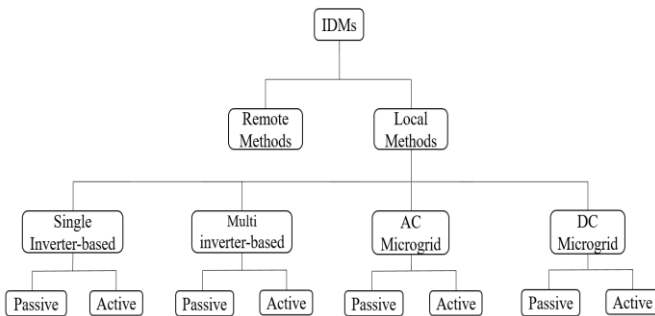 IDMs
Remote
Methods
Local
Methods
Single
Inverter-based
Multi
inverter-based
AC
Microgrid
DC
Microgrid
Passive
Active
Passive
Active
Passive
Active
Passive
Active